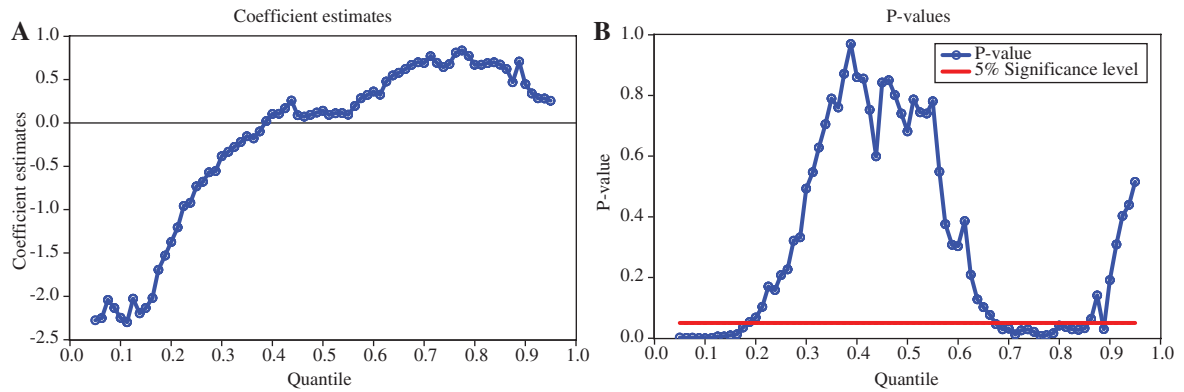 A
Coefficient estimates
1.0
0.5
0.0
-0.5
-1.0
-1.5
-2.0
-2.5
Coefficient estimates
0.0 0.1 0.2 0.3 0.4 0.5 0.6 0.7 0.8 0.9 1.0
Quantile
B
P-values
1.0
0.8
0.6
0.4
0.2
0.0
P-value
P-value
5% Significance level
0.0 0.1 0.2 0.3 0.4 0.5 0.6 0.7 0.8 0.9 1.0
Quantile